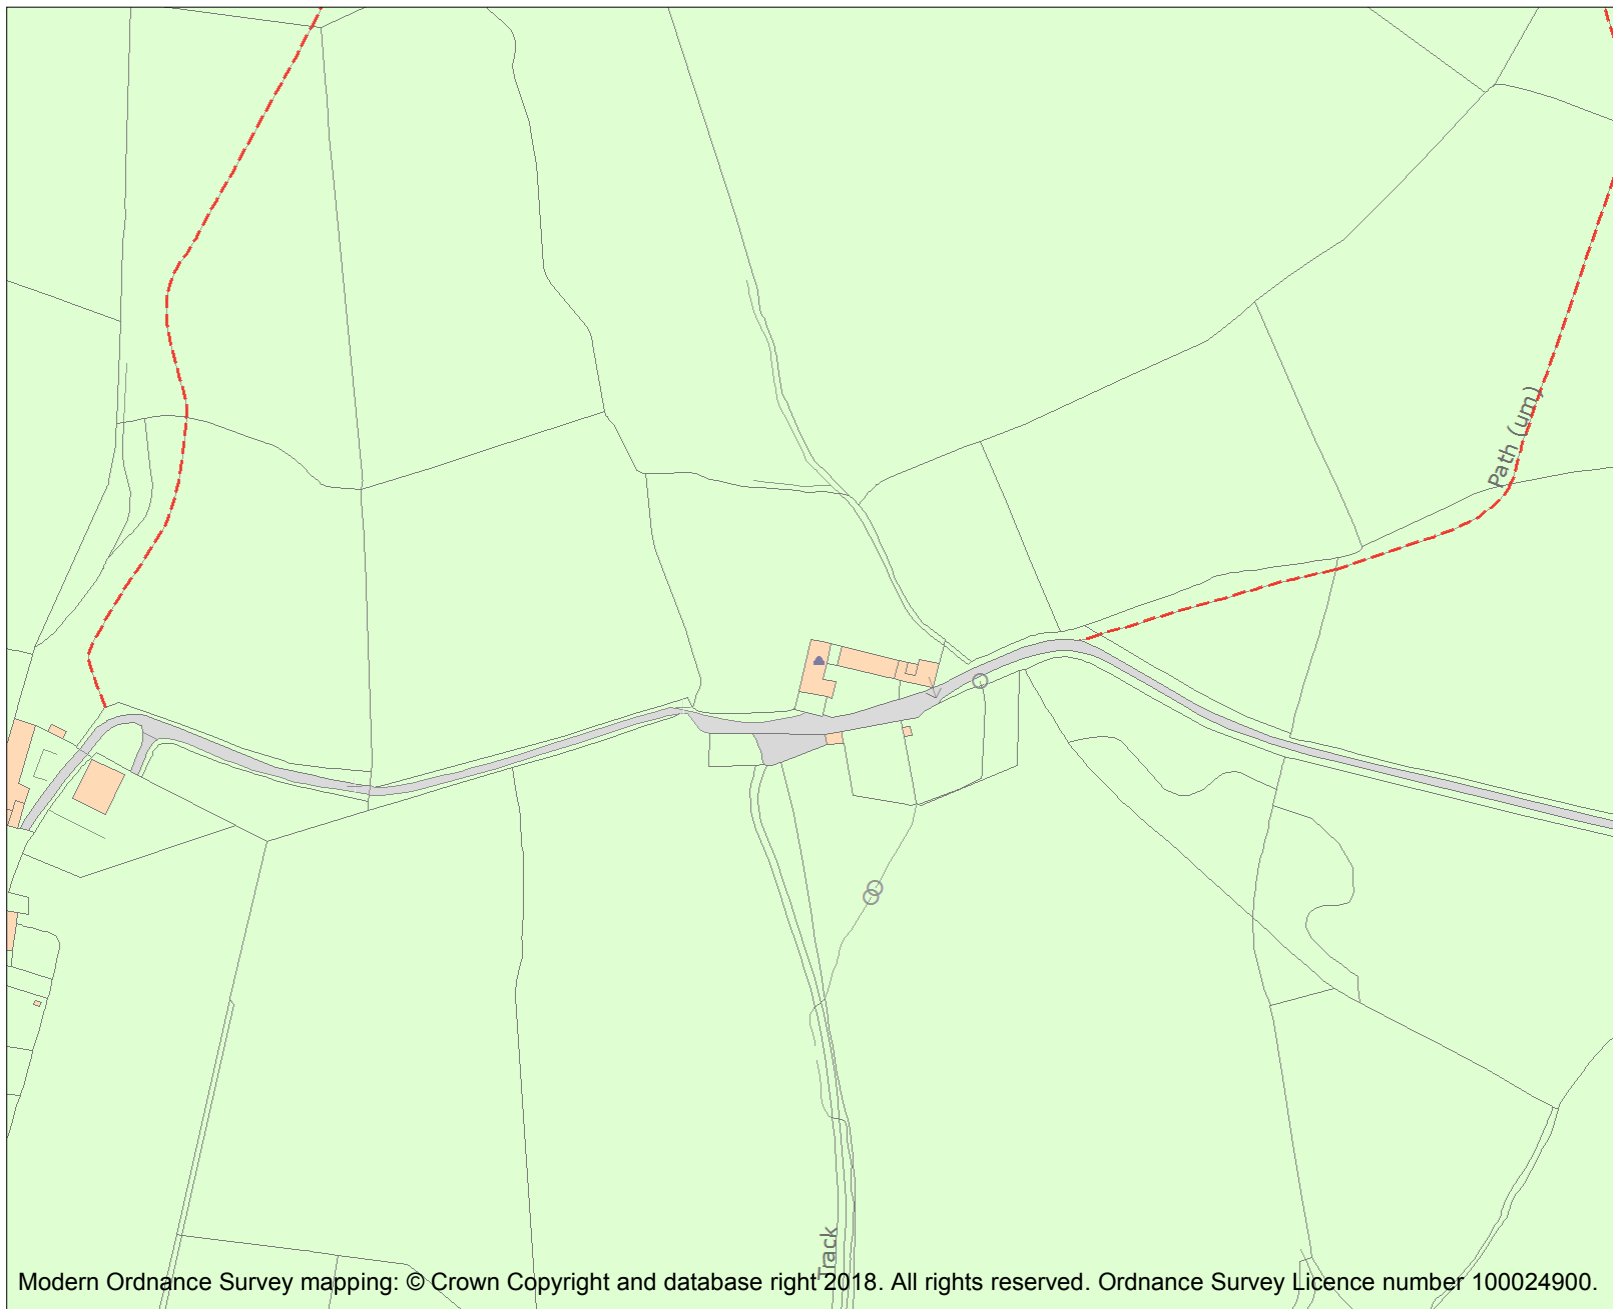 Path (um)
Track
Modern Ordnance Survey mapping: © Crown Copyright and database right 2018. All rights reserved. Ordnance Survey Licence number 100024900.